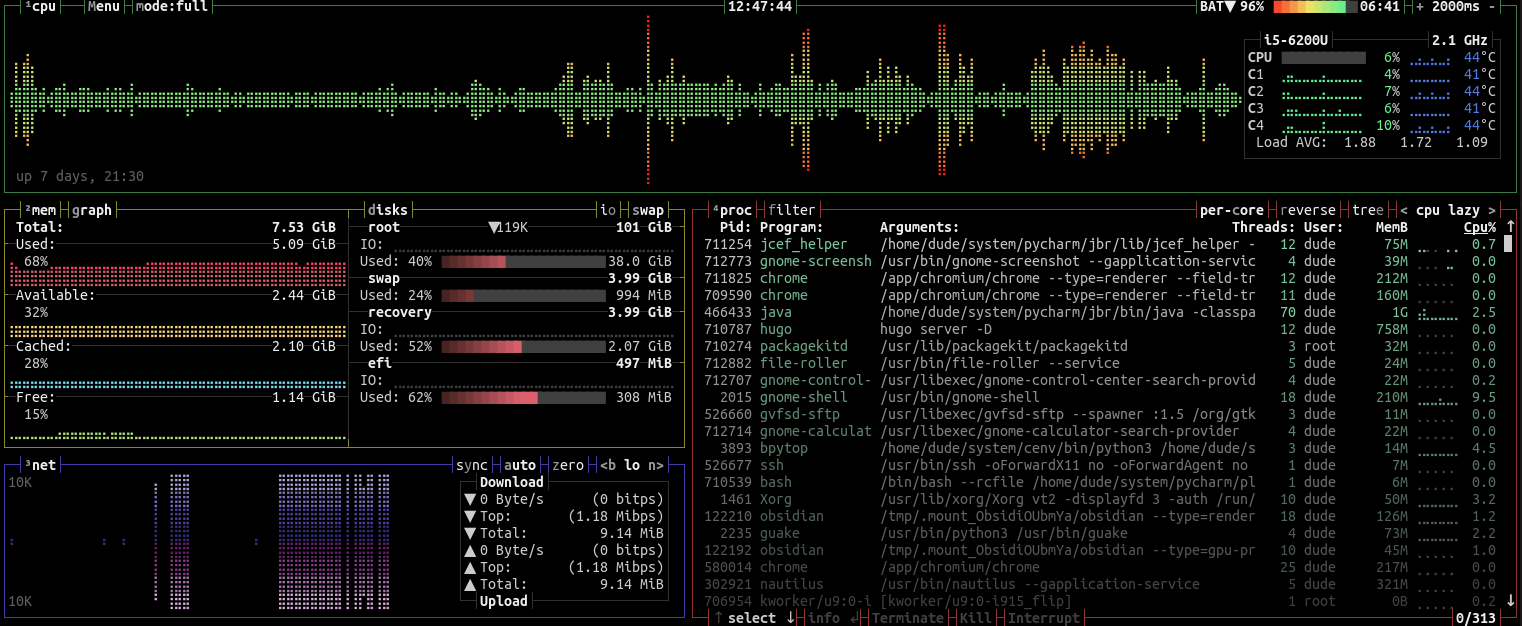 ¹cpu Menu mode:full 12:47:44 BAT▼ 96% 06:41 + 2000ms -
i5-6200U 2.1 GHz
CPU 6% 44°C
C1 4% 41°C
C2 7% 44°C
C3 6% 41°C
C4 10% 44°C
Load AVG: 1.88 1.72 1.09
up 7 days, 21:30
²mem graph
Total: 7.53 GiB
Used: 5.09 GiB
68%
Available: 2.44 GiB
32%
Cached: 2.10 GiB
28%
Free: 1.14 GiB
15%
disks io swap
root ▼119K 101 GiB
IO:
Used: 40% 38.0 GiB
swap 3.99 GiB
Used: 24% 994 MiB
recovery 3.99 GiB
IO:
Used: 52% 2.07 GiB
efi 497 MiB
IO:
Used: 62% 308 MiB
³net sync auto zero <b lo n>
10K
10K
Download
▼ 0 Byte/s (0 bitps)
▼ Top: (1.18 Mibps)
▼ Total: 9.14 MiB
▲ 0 Byte/s (0 bitps)
▲ Top: (1.18 Mibps)
▲ Total: 9.14 MiB
Upload
⁴proc filter per-core reverse tree < cpu lazy >
Pid: Program: Arguments: Threads: User: MemB Cpu% ↑
711254 jcef_helper /home/dude/system/pycharm/jbr/lib/jcef_helper - 12 dude 75M 0.7
712773 gnome-screensh /usr/bin/gnome-screenshot --gapplication-servic 4 dude 39M 0.0
711825 chrome /app/chromium/chrome --type=renderer --field-tr 12 dude 212M 0.0
709590 chrome /app/chromium/chrome --type=renderer --field-tr 11 dude 160M 0.0
466433 java /home/dude/system/pycharm/jbr/bin/java -classpa 70 dude 1G 2.5
710787 hugo hugo server -D 12 dude 758M 0.0
710274 packagekitd /usr/lib/packagekit/packagekitd 3 root 32M 0.0
712882 file-roller /usr/bin/file-roller --service 5 dude 24M 0.0
712707 gnome-control- /usr/libexec/gnome-control-center-search-provid 4 dude 22M 0.2
2015 gnome-shell /usr/bin/gnome-shell 18 dude 210M 9.5
526660 gvfsd-sftp /usr/libexec/gvfsd-sftp --spawner :1.5 /org/gtk 3 dude 11M 0.0
712714 gnome-calculat /usr/libexec/gnome-calculator-search-provider 4 dude 22M 0.0
3893 bpytop /home/dude/system/cenv/bin/python3 /home/dude/s 3 dude 14M 4.5
526677 ssh /usr/bin/ssh -oForwardX11 no -oForwardAgent no 1 dude 7M 0.0
710539 bash /bin/bash --rcfile /home/dude/system/pycharm/pl 1 dude 6M 0.0
1461 Xorg /usr/lib/xorg/Xorg vt2 -displayfd 3 -auth /run/ 10 dude 50M 3.2
122210 obsidian /tmp/.mount_ObsidiOUbmYa/obsidian --type=render 18 dude 126M 1.2
2235 guake /usr/bin/python3 /usr/bin/guake 4 dude 73M 2.2
122192 obsidian /tmp/.mount_ObsidiOUbmYa/obsidian --type=gpu-pr 10 dude 45M 1.0
580014 chrome /app/chromium/chrome 25 dude 217M 0.0
302921 nautilus /usr/bin/nautilus --gapplication-service 5 dude 321M 0.0
706954 kworker/u9:0-i [kworker/u9:0-i915_flip] 1 root 0B 0.2 ↓
↑ select ↓ info ↲ Terminate Kill Interrupt 0/313